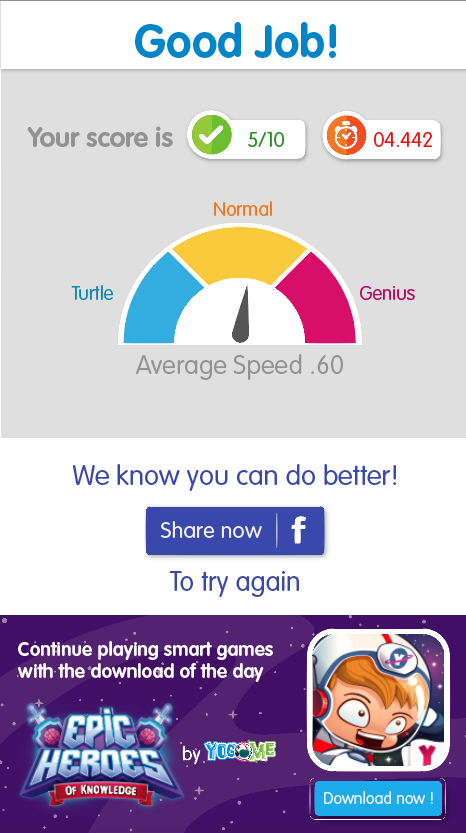 Good Job!
Your score is
5/10
04.442
Normal
Turtle
Genius
Average Speed .60
We know you can do better!
Share now
f
To try again
Continue playing smart games
with the download of the day
EPIC
HEROES
OF KNOWLEDGE
by YOGOME
Y
Download now !